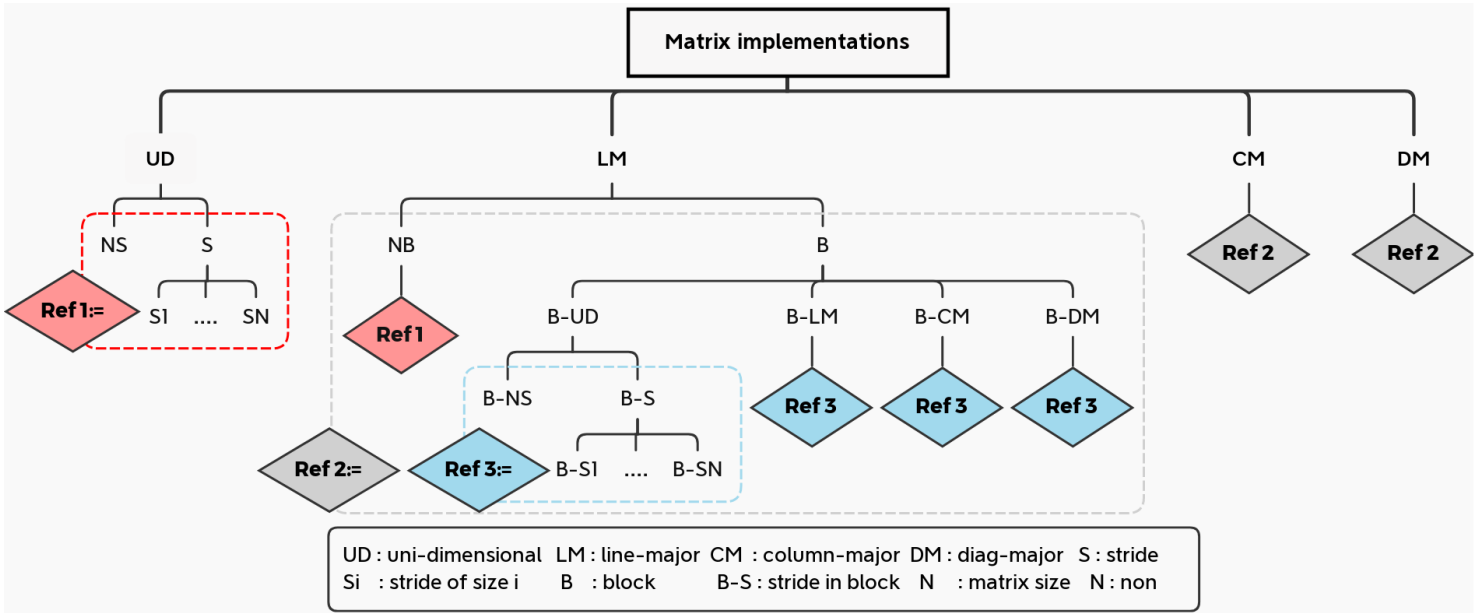 Matrix implementations
UD LM CM DM
NS S NB B Ref 2 Ref 2
Ref 1:= S1 .... SN Ref 1 B-UD B-LM B-CM B-DM
B-NS B-S Ref 3 Ref 3 Ref 3
Ref 2:= Ref 3:= B-S1 .... B-SN
UD : uni-dimensional LM : line-major CM : column-major DM : diag-major S : stride
Si : stride of size i B : block B-S : stride in block N : matrix size N : non